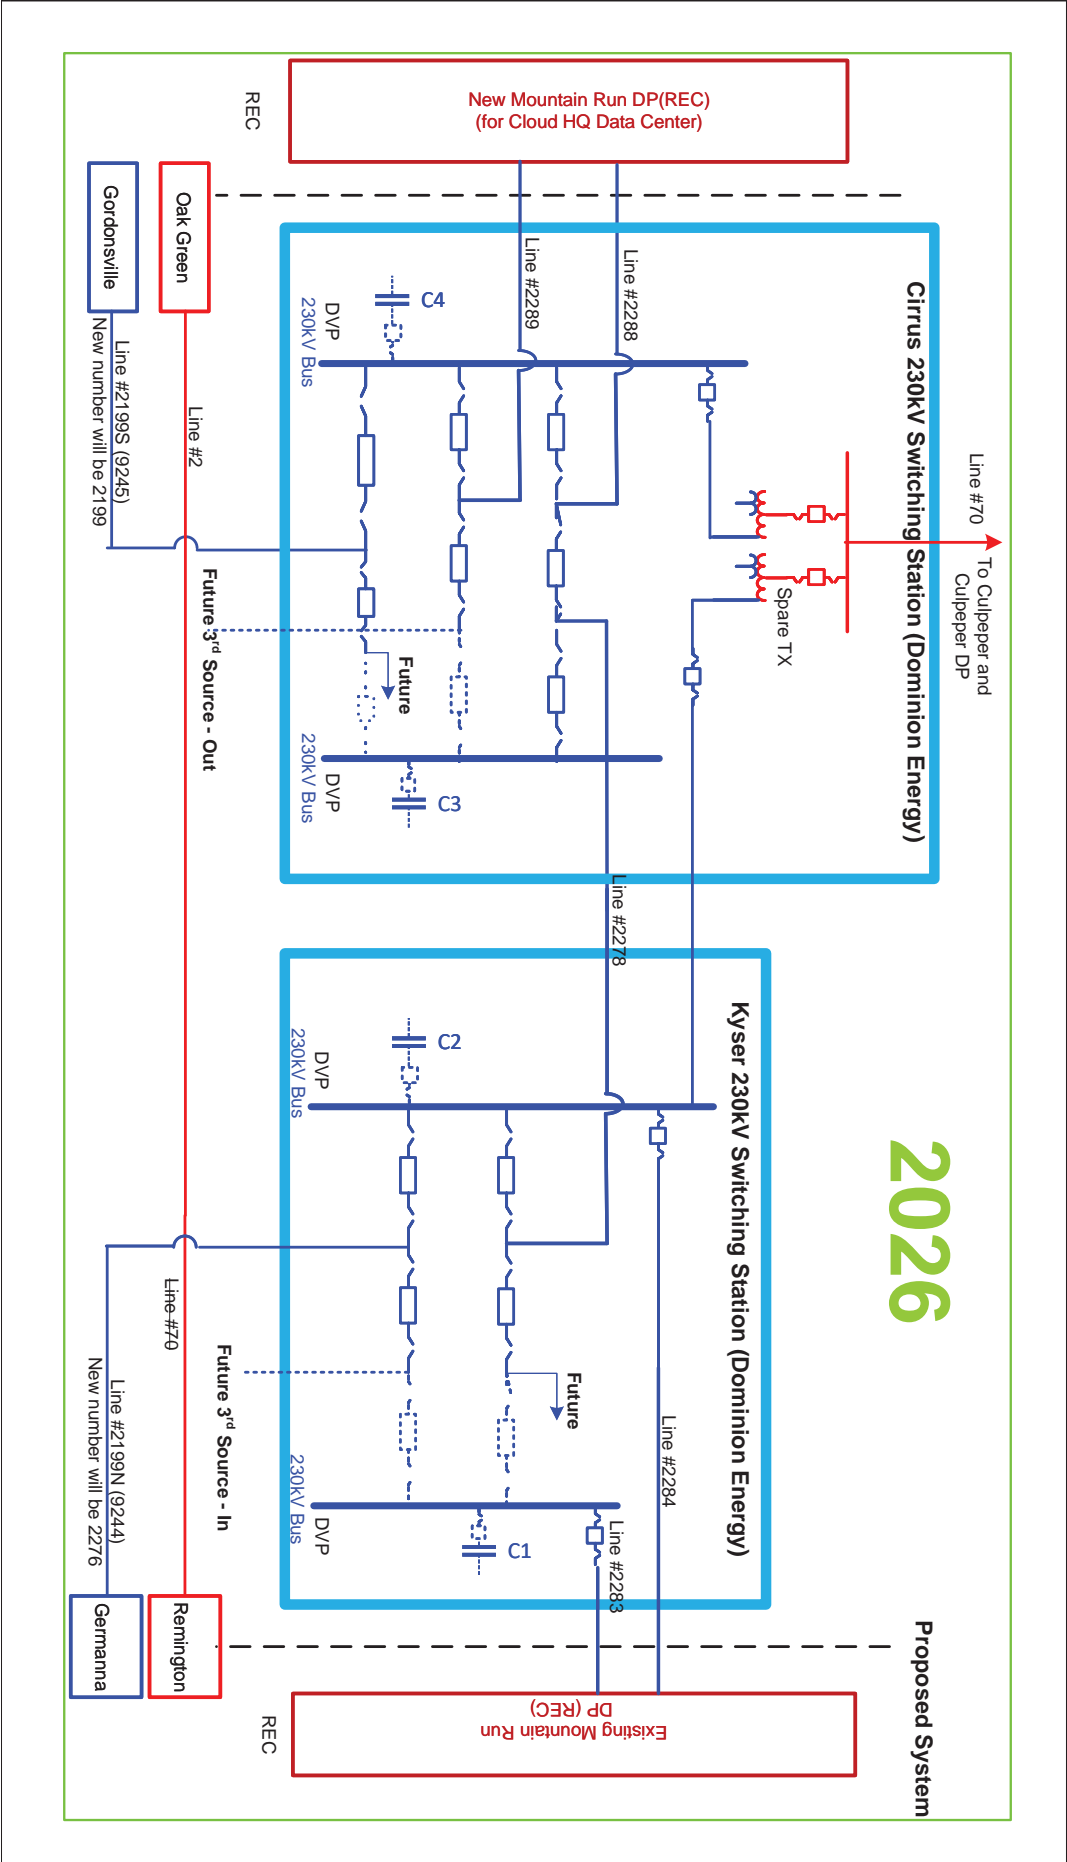 Proposed System
2026
Line #70
To Culpeper and
Culpeper DP
Cirrus 230kV Switching Station (Dominion Energy)
Kyser 230kV Switching Station (Dominion Energy)
New Mountain Run DP(REC)
(for Cloud HQ Data Center)
REC
Line #2288
Line #2289
Spare TX
C4
DVP
230kV Bus
Future
C3
DVP
230kV Bus
Line #2278
C2
DVP
230kV Bus
Future
Line #2284
Line #2283
C1
DVP
230kV Bus
Existing Mountain Run
DP (REC)
REC
Future 3rd Source - Out
Future 3rd Source - In
Oak Green
Line #2
Line #70
Remington
Gordonsville
Line #2199S (9245)
New number will be 2199
Line #2199N (9244)
New number will be 2276
Germanna